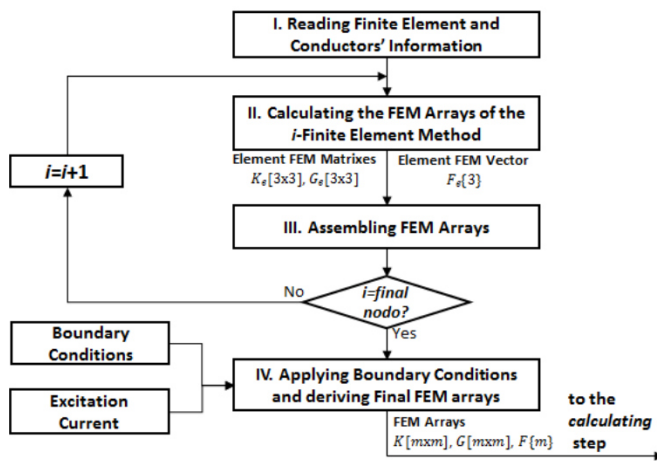 I. Reading Finite Element and
Conductors' Information
II. Calculating the FEM Arrays of the
i-Finite Element Method
Element FEM Matrixes
Kₑ[3x3], Gₑ[3x3]
Element FEM Vector
Fₑ{3}
i=i+1
III. Assembling FEM Arrays
No
i=final
nodo?
Yes
Boundary
Conditions
Excitation
Current
IV. Applying Boundary Conditions
and deriving Final FEM arrays
FEM Arrays
K[mxm], G[mxm], F{m}
to the
calculating
step